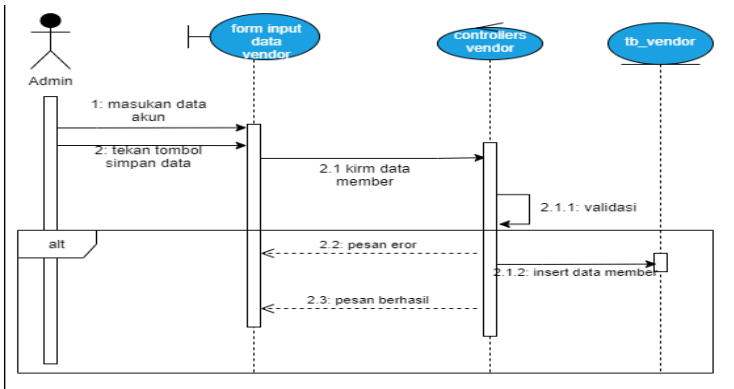 form input
data
vendor
controllers
vendor
tb_vendor
Admin
1: masukan data
akun
2: tekan tombol
simpan data
2.1 kirm data
member
2.1.1: validasi
alt
2.2: pesan eror
2.1.2: insert data member
2.3: pesan berhasil